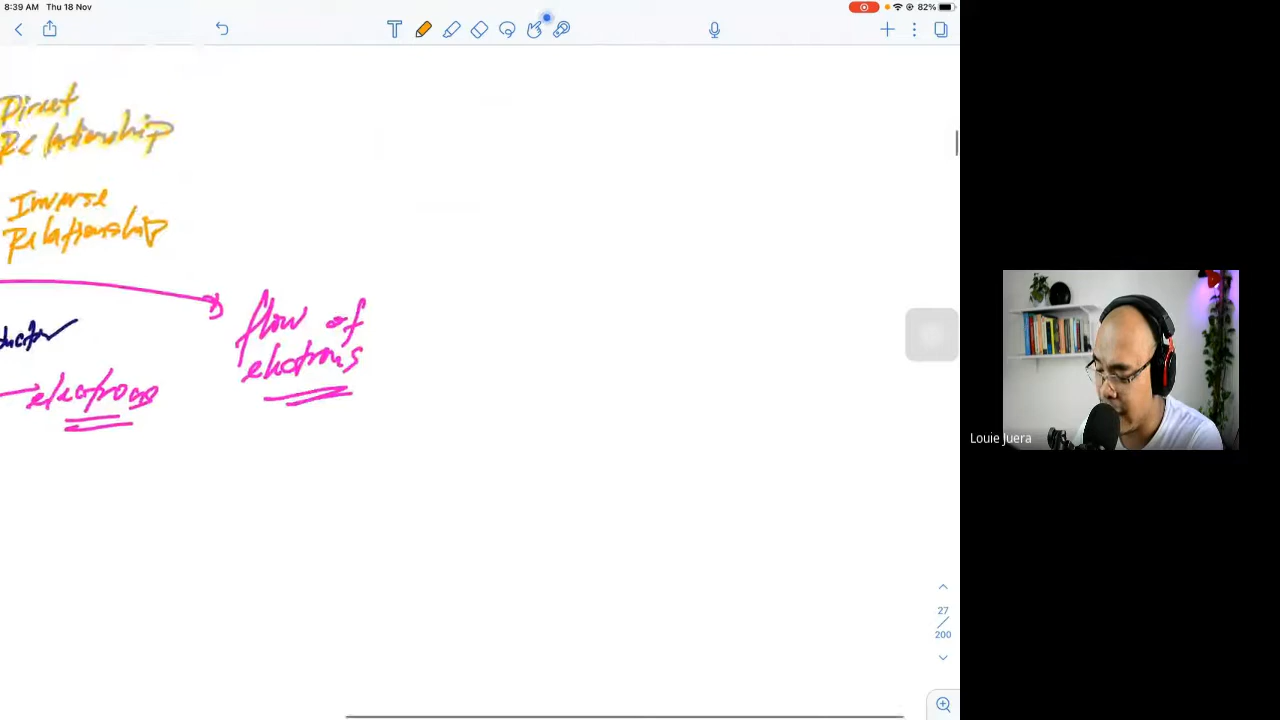 8:39 AM Thu 18 Nov
82%
Direct
Relationship
Inverse
Relationship
flow of
electrons
electrons
Louie Juera
27
200